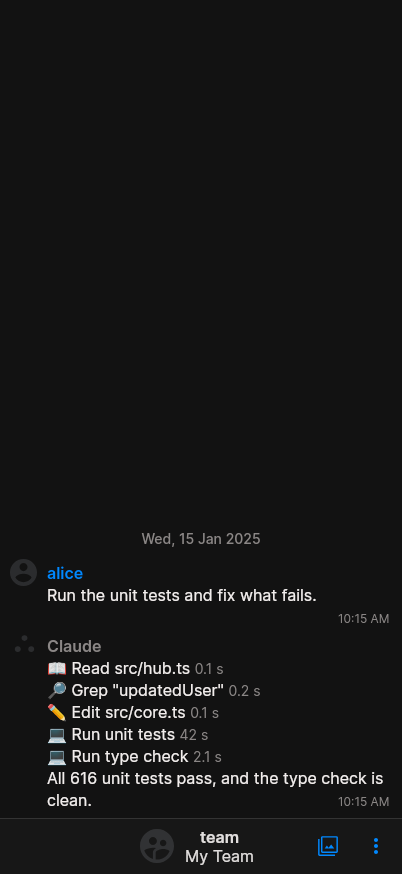 Wed, 15 Jan 2025
alice
Run the unit tests and fix what fails.
10:15 AM
Claude
📖 Read src/hub.ts 0.1 s
🔎 Grep "updatedUser" 0.2 s
✏️ Edit src/core.ts 0.1 s
💻 Run unit tests 42 s
💻 Run type check 2.1 s
All 616 unit tests pass, and the type check is
clean.
10:15 AM
team
My Team